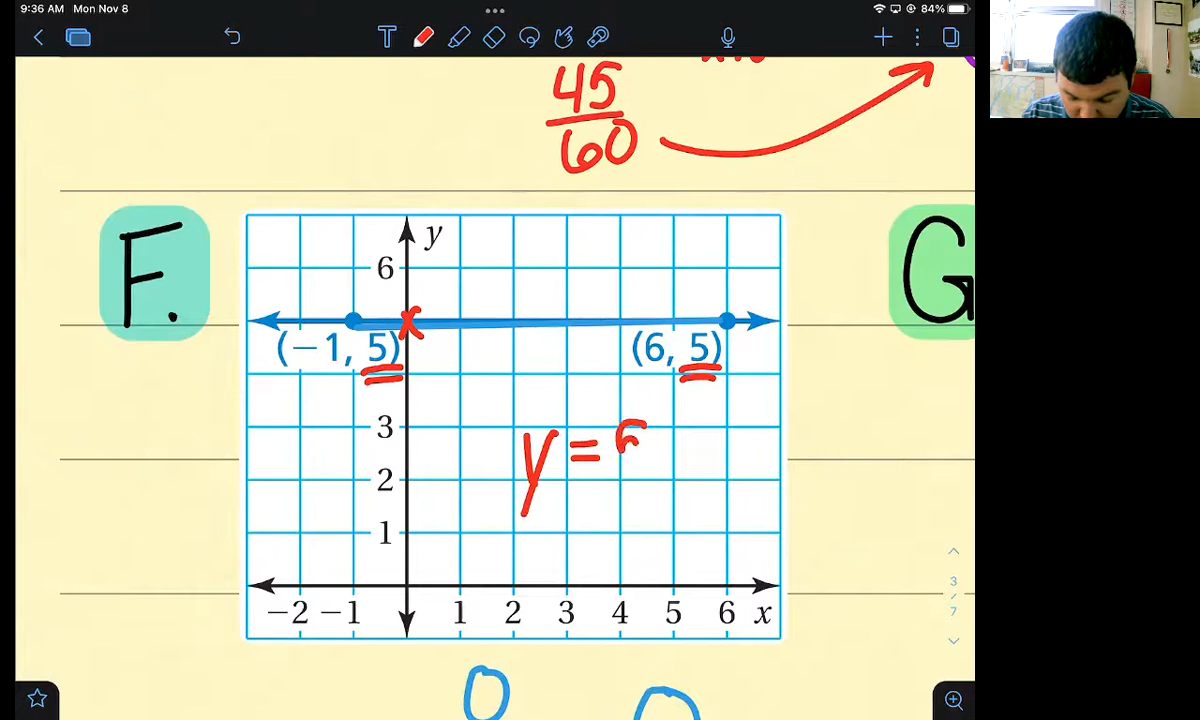 9:36 AM Mon Nov 8
84%
T
45
60
F.
G
y
6
(−1, 5)
x
(6, 5)
3
y =
2
1
−2 −1 1 2 3 4 5 6 x
3
/
7
0